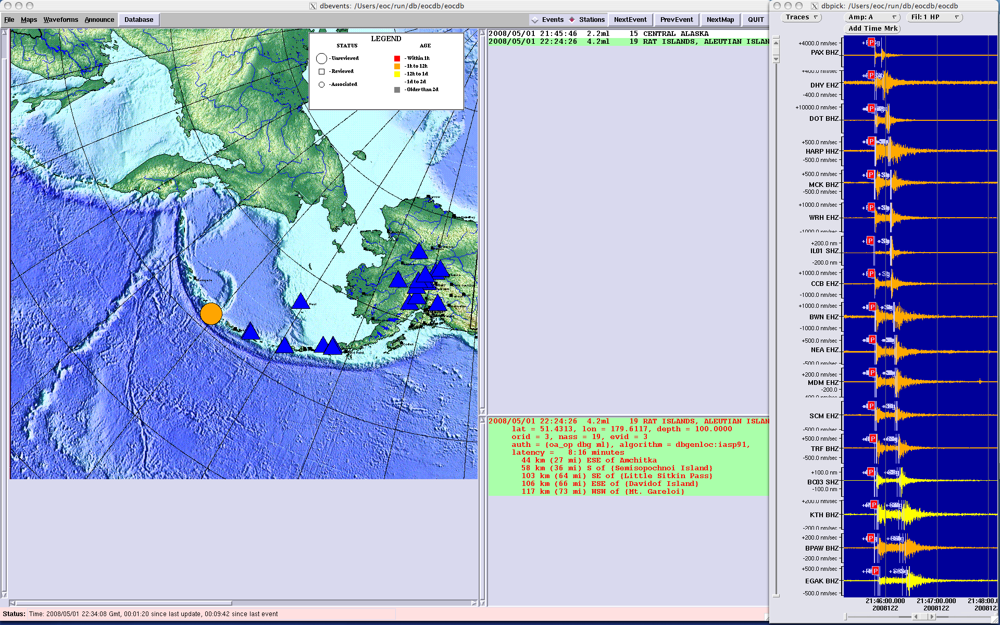 dbevents: /Users/eoc/run/db/eocdb/eocdb
File Maps Waveforms Announce Database
Events Stations NextEvent PrevEvent NextMap QUIT
LEGEND
STATUS
- Unreviewed
- Reviewed
- Associated
AGE
- Within 1h
- 1h to 12h
- 12h to 1d
- 1d to 2d
- Older than 2d
2008/05/01 21:45:46 2.2ml 15 CENTRAL ALASKA
2008/05/01 22:24:26 4.2ml 19 RAT ISLANDS, ALEUTIAN ISLAN
2008/05/01 22:24:26 4.2ml 19 RAT ISLANDS, ALEUTIAN ISLAN
lat = 51.4313, lon = 179.6117, depth = 100.0000
orid = 3, nass = 19, evid = 3
auth = {oa_op dbg ml}, algorithm = dbgenloc:iasp91,
latency = 8:16 minutes
44 km (27 mi) ESE of Amchitka
58 km (36 mi) S of {Semisopochnoi Island}
103 km (64 mi) SE of {Little Sitkin Pass}
106 km (66 mi) ESE of {Davidof Island}
117 km (73 mi) WSW of {Mt. Gareloi}
Status: Time: 2008/05/01 22:34:08 Gmt, 00:01:20 since last update, 00:09:42 since last event
dbpick: /Users/eoc/run/db/eocdb/eocdb
Traces Amp: A Fil: 1 HP
Add Time Mrk
+4000.0 nm/sec
PAX BHZ
+400.0 nm/sec
DHY EHZ
-400.0 nm/sec
+10000.0 nm/sec
DOT BHZ
+500.0 nm/sec
HARP HHZ
-500.0 nm/sec
+500.0 nm/sec
MCK BHZ
-500.0 nm/sec
+1000.0 nm/sec
WRH EHZ
-1000.0 nm/sec
+200.0 nm
IL01 SHZ
-200.0 nm
+1000.0 nm/sec
CCB EHZ
-1000.0 nm/sec
+1000.0 nm/sec
BWN EHZ
-1000.0 nm/sec
+500.0 nm/sec
NEA EHZ
-500.0 nm/sec
+200.0 nm/sec
MDM EHZ
-200.0
-400.0 nm/sec
SCM EHZ
-500.0 nm/sec
+500.0 nm/sec
TRF BHZ
-500.0 nm/sec
+100.0 nm
BC03 SHZ
-100.0 nm
+200.0 nm/sec
KTH BHZ
-200.0 nm/sec
+200.0 nm/sec
BPAW BHZ
-200.0 nm/sec
+500.0 nm/sec
EGAK BHZ
-500.0 nm/sec
21:46:00.000 21:47:00.000 21:48:00.
2008122 2008122 200812